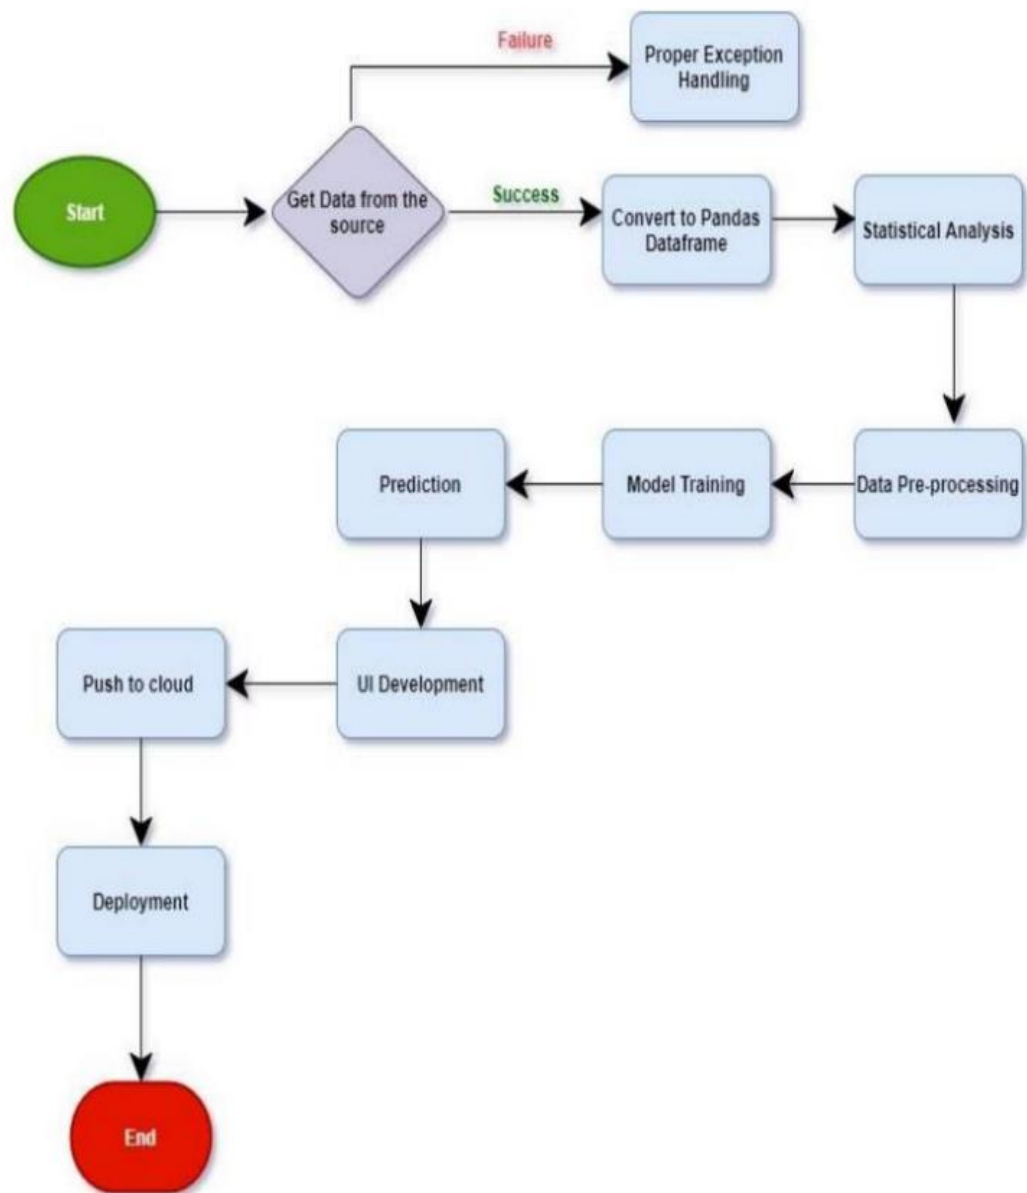 Failure
Proper Exception
Handling
Start
Get Data from the
source
Success
Convert to Pandas
Dataframe
Statistical Analysis
Prediction
Model Training
Data Pre-processing
Push to cloud
UI Development
Deployment
End